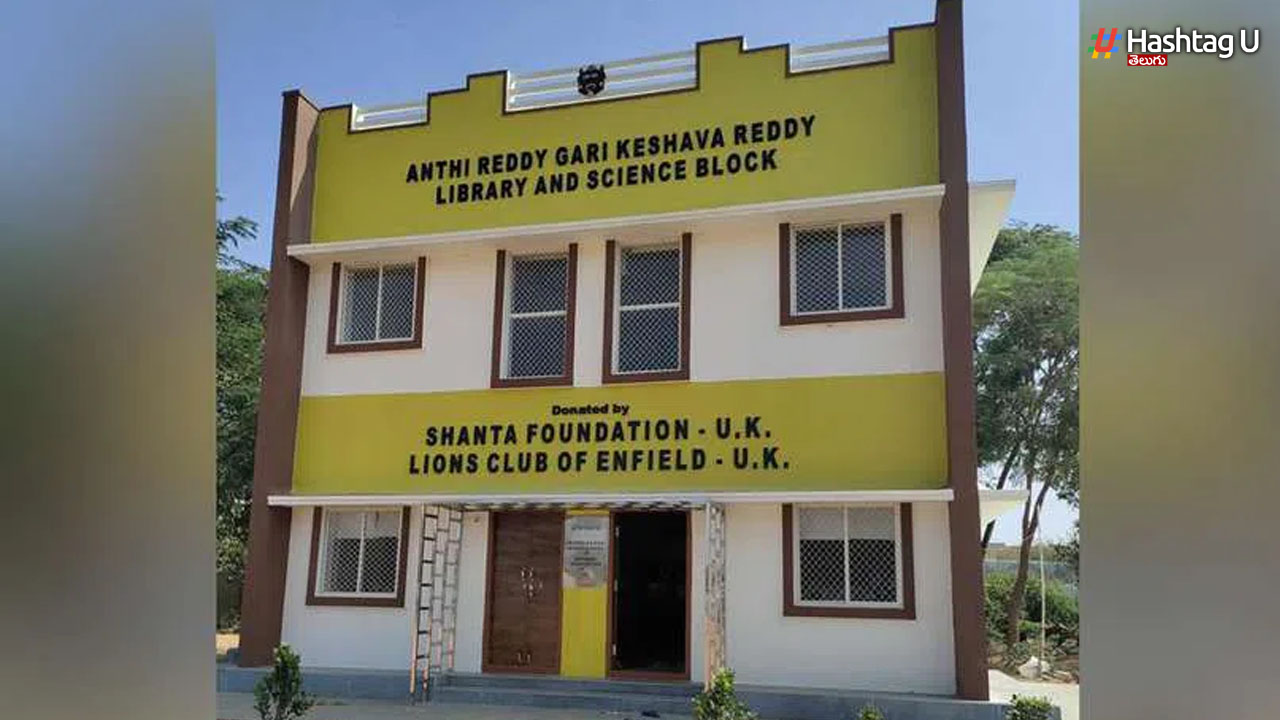 Hashtag U
తెలుగు
ANTHI REDDY GARI KESHAVA REDDY
LIBRARY AND SCIENCE BLOCK
Donated by
SHANTA FOUNDATION - U.K.
LIONS CLUB OF ENFIELD - U.K.